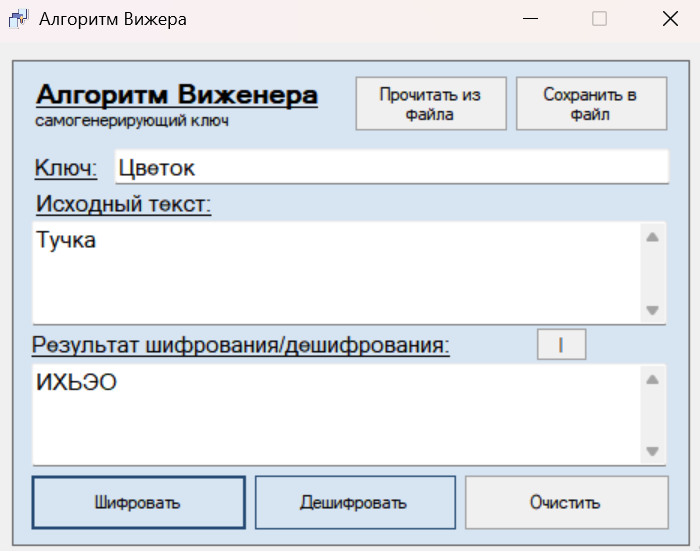 Алгоритм Вижера
Алгоритм Виженера
самогенерирующий ключ
Прочитать из
файла
Сохранить в
файл
Ключ: Цветок
Исходный текст:
Тучка
Результат шифрования/дешифрования:
|
ИХЬЭО
Шифровать
Дешифровать
Очистить